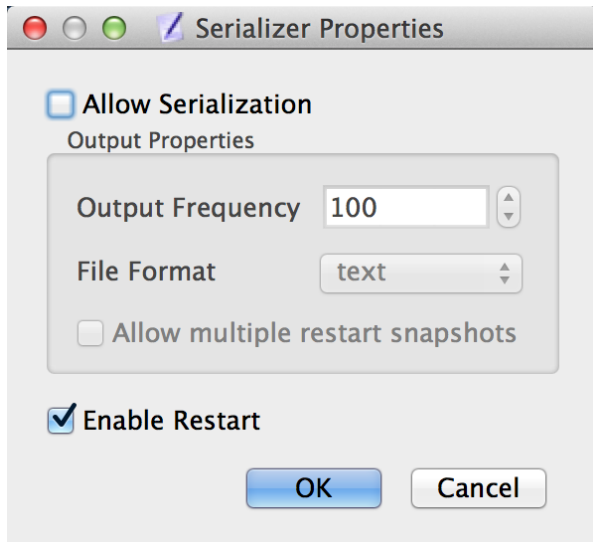 Serializer Properties
Allow Serialization
Output Properties
Output Frequency 100
File Format text
Allow multiple restart snapshots
Enable Restart
OK Cancel